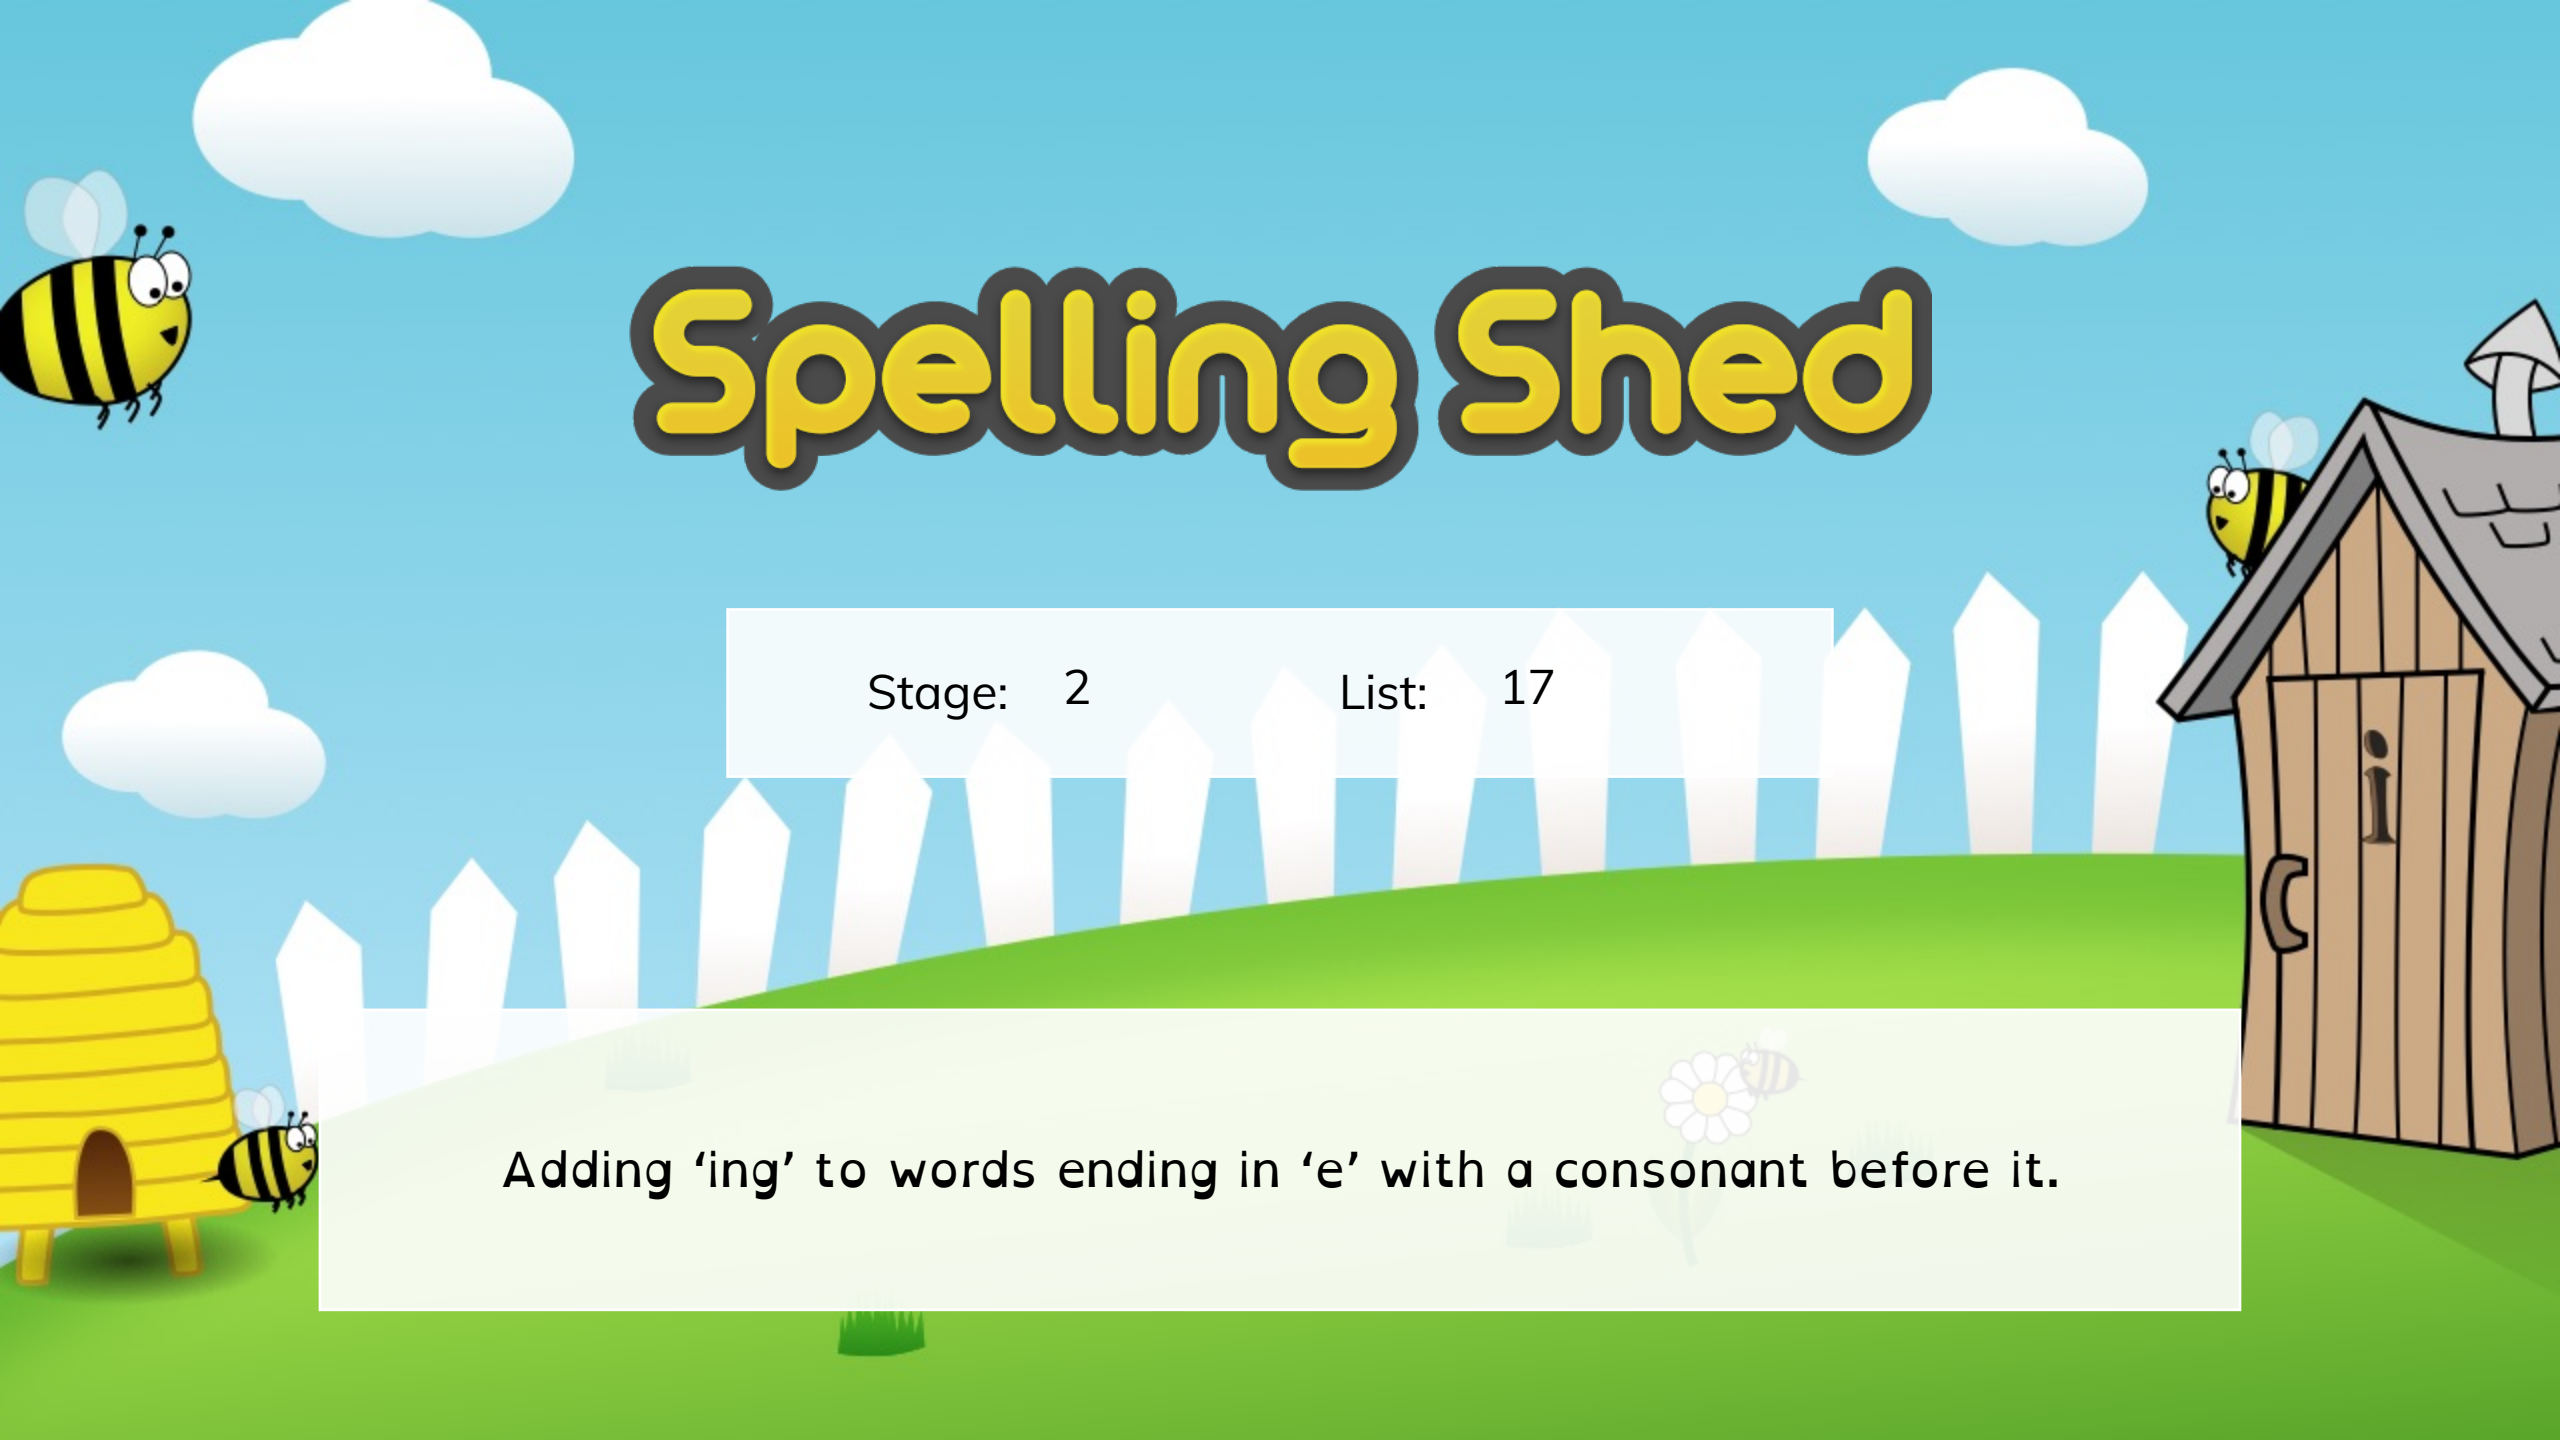 Spelling Shed
Stage: 2 List: 17
i
Adding ‘ing’ to words ending in ‘e’ with a consonant before it.